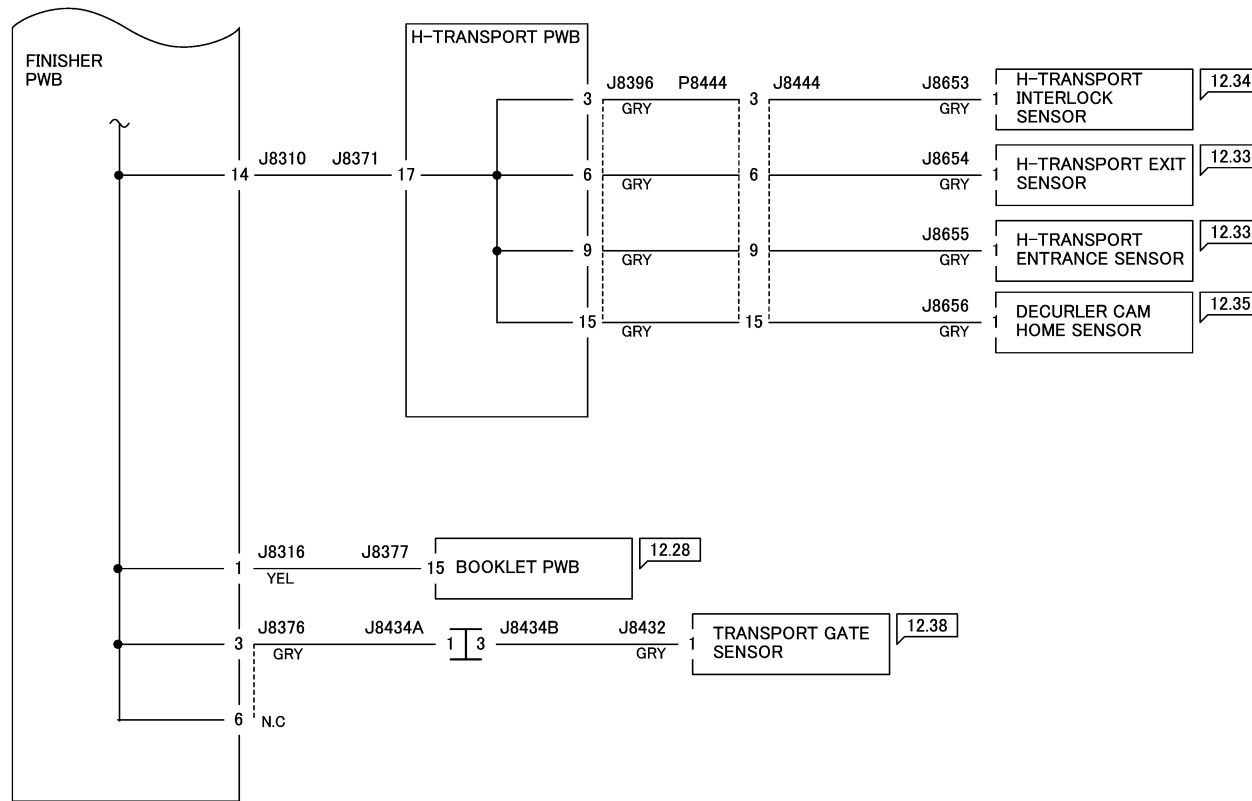 FINISHER
PWB
H-TRANSPORT PWB
3 J8396 GRY P8444 3 J8444 J8653 GRY 1
H-TRANSPORT
INTERLOCK
SENSOR
12.34
14 J8310 J8371 17
6 GRY 6 J8654 GRY 1
H-TRANSPORT EXIT
SENSOR
12.33
9 GRY 9 J8655 GRY 1
H-TRANSPORT
ENTRANCE SENSOR
12.33
15 GRY 15 J8656 GRY 1
DECURLER CAM
HOME SENSOR
12.35
1 J8316 YEL J8377 15 BOOKLET PWB
12.28
3 J8376 GRY J8434A 1 3 J8434B J8432 GRY 1
TRANSPORT GATE
SENSOR
12.38
6 N.C